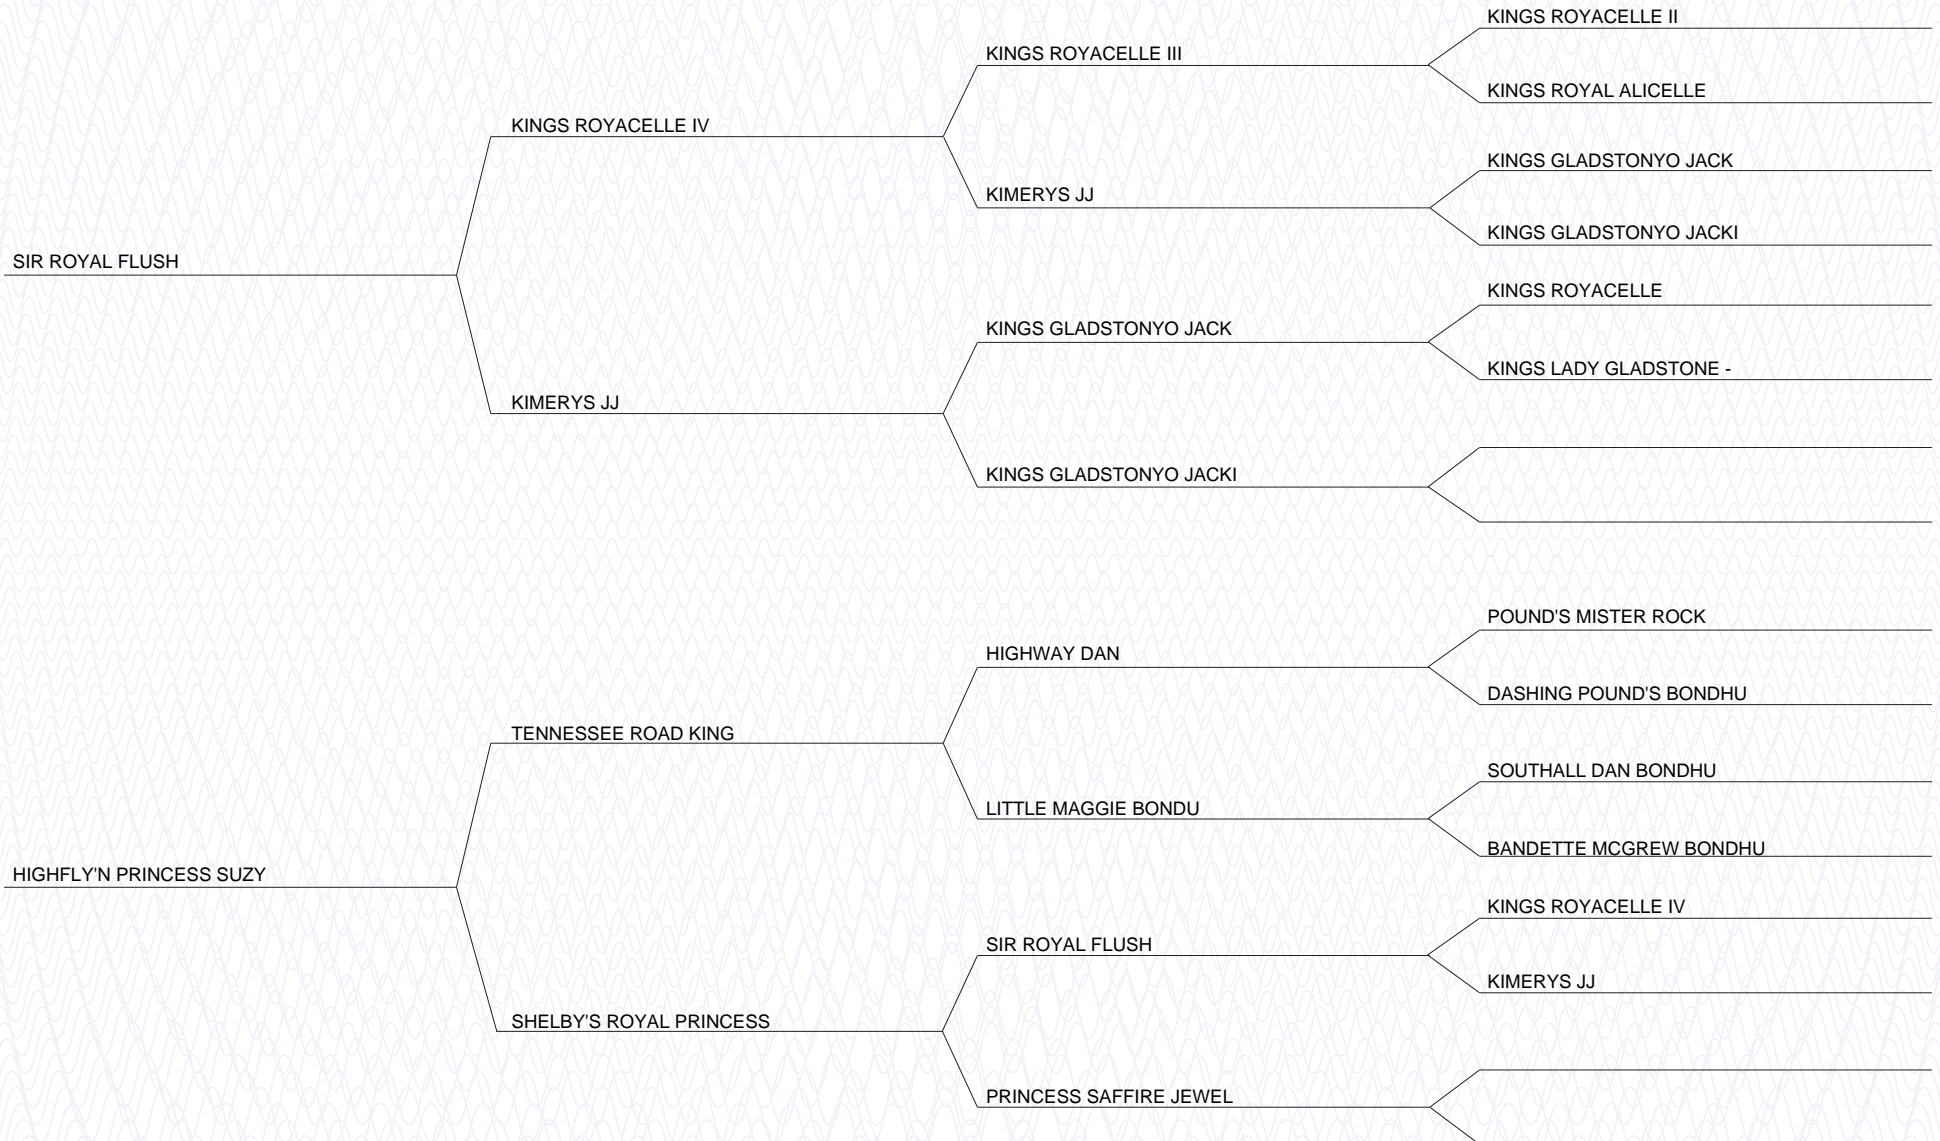 KINGS ROYACELLE II
KINGS ROYACELLE III
KINGS ROYAL ALICELLE
KINGS ROYACELLE IV
KINGS GLADSTONYO JACK
KIMERYS JJ
KINGS GLADSTONYO JACKI
SIR ROYAL FLUSH
KINGS ROYACELLE
KINGS GLADSTONYO JACK
KINGS LADY GLADSTONE -
KIMERYS JJ
KINGS GLADSTONYO JACKI
POUND'S MISTER ROCK
HIGHWAY DAN
DASHING POUND'S BONDHU
TENNESSEE ROAD KING
SOUTHALL DAN BONDHU
LITTLE MAGGIE BONDU
BANDETTE MCGREW BONDHU
HIGHFLY'N PRINCESS SUZY
KINGS ROYACELLE IV
SIR ROYAL FLUSH
KIMERYS JJ
SHELBY'S ROYAL PRINCESS
PRINCESS SAFFIRE JEWEL